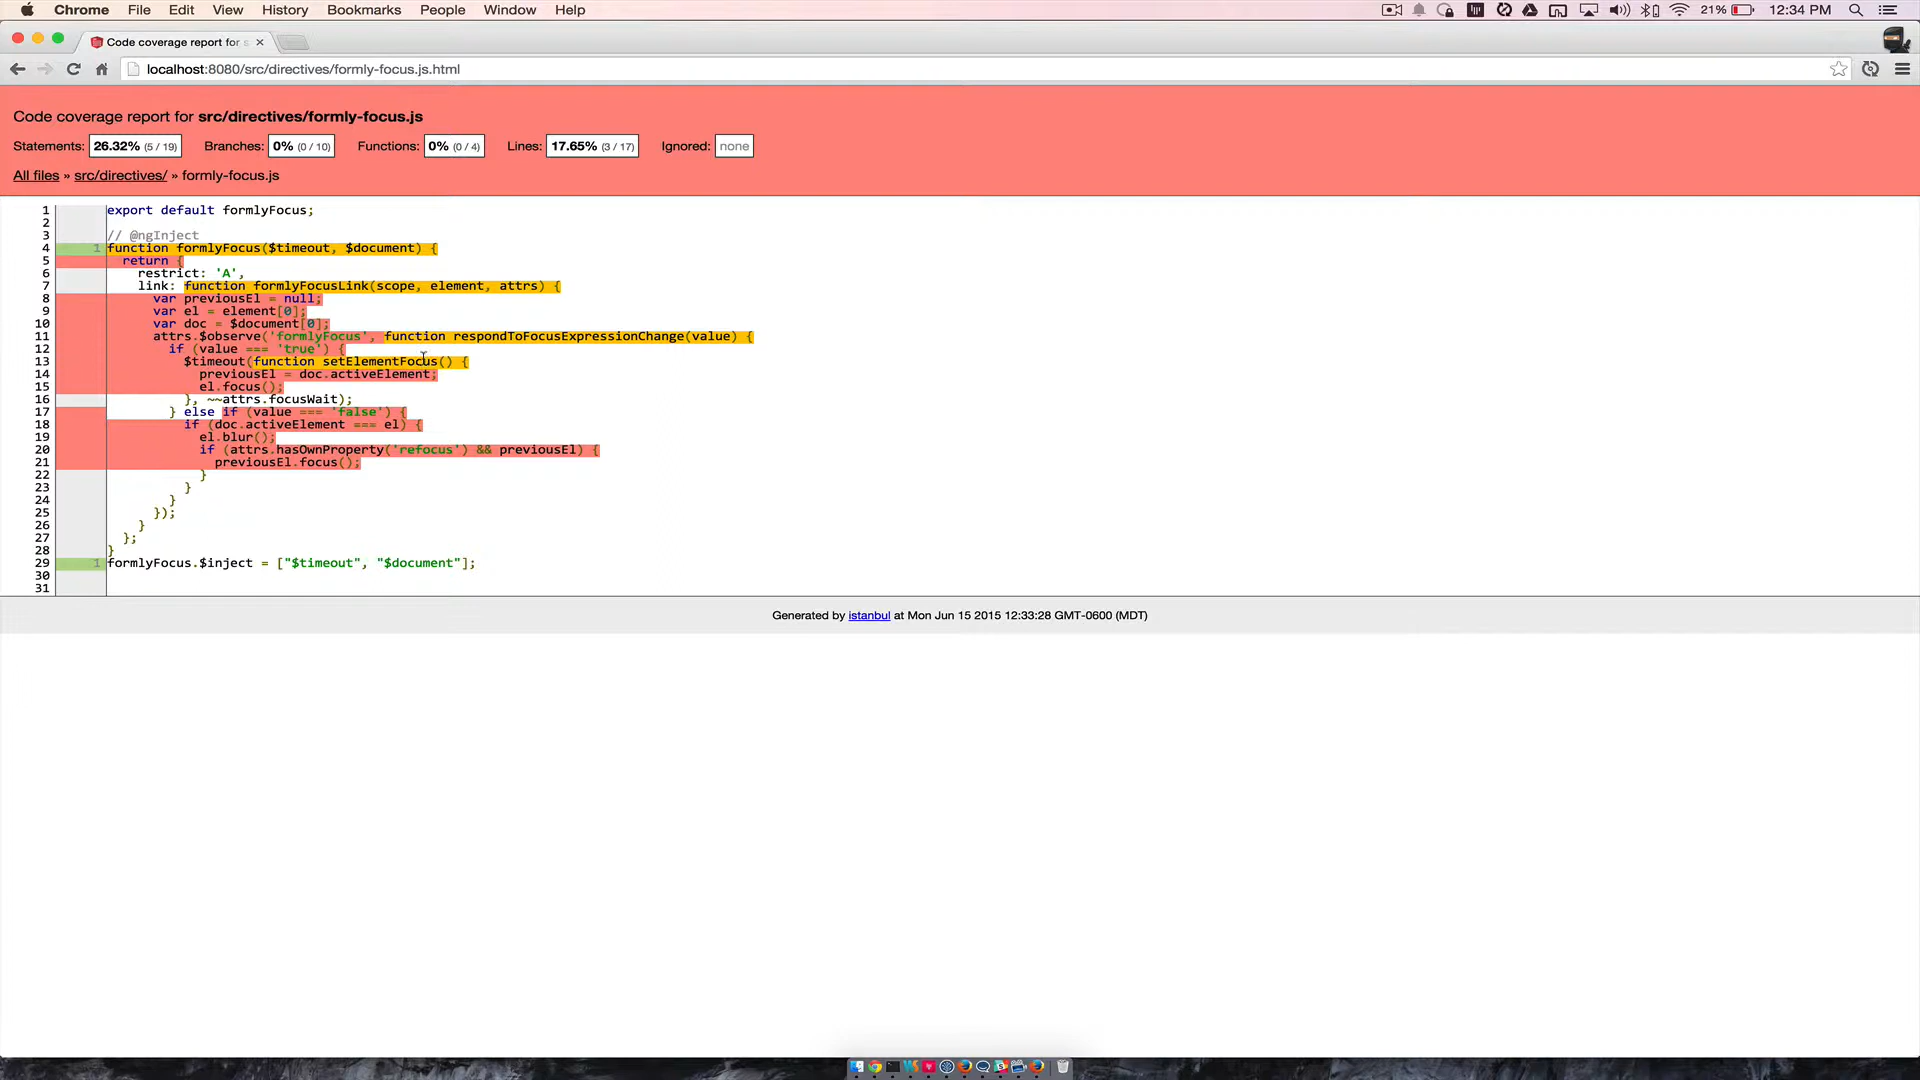 Chrome File Edit View History Bookmarks People Window Help 21% 12:34 PM
Code coverage report for s
localhost:8080/src/directives/formly-focus.js.html
Code coverage report for src/directives/formly-focus.js
Statements: 26.32% (5 / 19) Branches: 0% (0 / 10) Functions: 0% (0 / 4) Lines: 17.65% (3 / 17) Ignored: none
All files » src/directives/ » formly-focus.js
1 export default formlyFocus;
2
3 // @ngInject
4 1 function formlyFocus($timeout, $document) {
5 return {
6 restrict: 'A',
7 link: function formlyFocusLink(scope, element, attrs) {
8 var previousEl = null;
9 var el = element[0];
10 var doc = $document[0];
11 attrs.$observe('formlyFocus', function respondToFocusExpressionChange(value) {
12 if (value === 'true') {
13 $timeout(function setElementFocus() {
14 previousEl = doc.activeElement;
15 el.focus();
16 }, ~~attrs.focusWait);
17 } else if (value === 'false') {
18 if (doc.activeElement === el) {
19 el.blur();
20 if (attrs.hasOwnProperty('refocus') && previousEl) {
21 previousEl.focus();
22 }
23 }
24 }
25 });
26 }
27 };
28 }
29 1 formlyFocus.$inject = ["$timeout", "$document"];
30
31
Generated by istanbul at Mon Jun 15 2015 12:33:28 GMT-0600 (MDT)